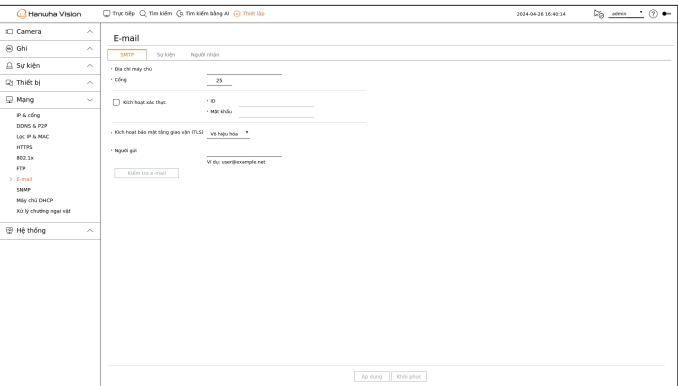 Hanwha Vision
Trực tiếp Tìm kiếm Tìm kiếm bằng AI Thiết lập
2024-04-26 16:40:14
admin
Camera
Ghi
Sự kiện
Thiết bị
Mạng
IP & cổng
DDNS & P2P
Lọc IP & MAC
HTTPS
802.1x
FTP
E-mail
SNMP
Máy chủ DHCP
Xử lý chướng ngại vật
Hệ thống
E-mail
SMTP Sự kiện Người nhận
Địa chỉ máy chủ
Cổng 25
Kích hoạt xác thực
ID
Mật khẩu
Kích hoạt bảo mật tầng giao vận (TLS) Vô hiệu hóa
Người gửi
Ví dụ: user@example.net
Kiểm tra e-mail
Áp dụng Khôi phục